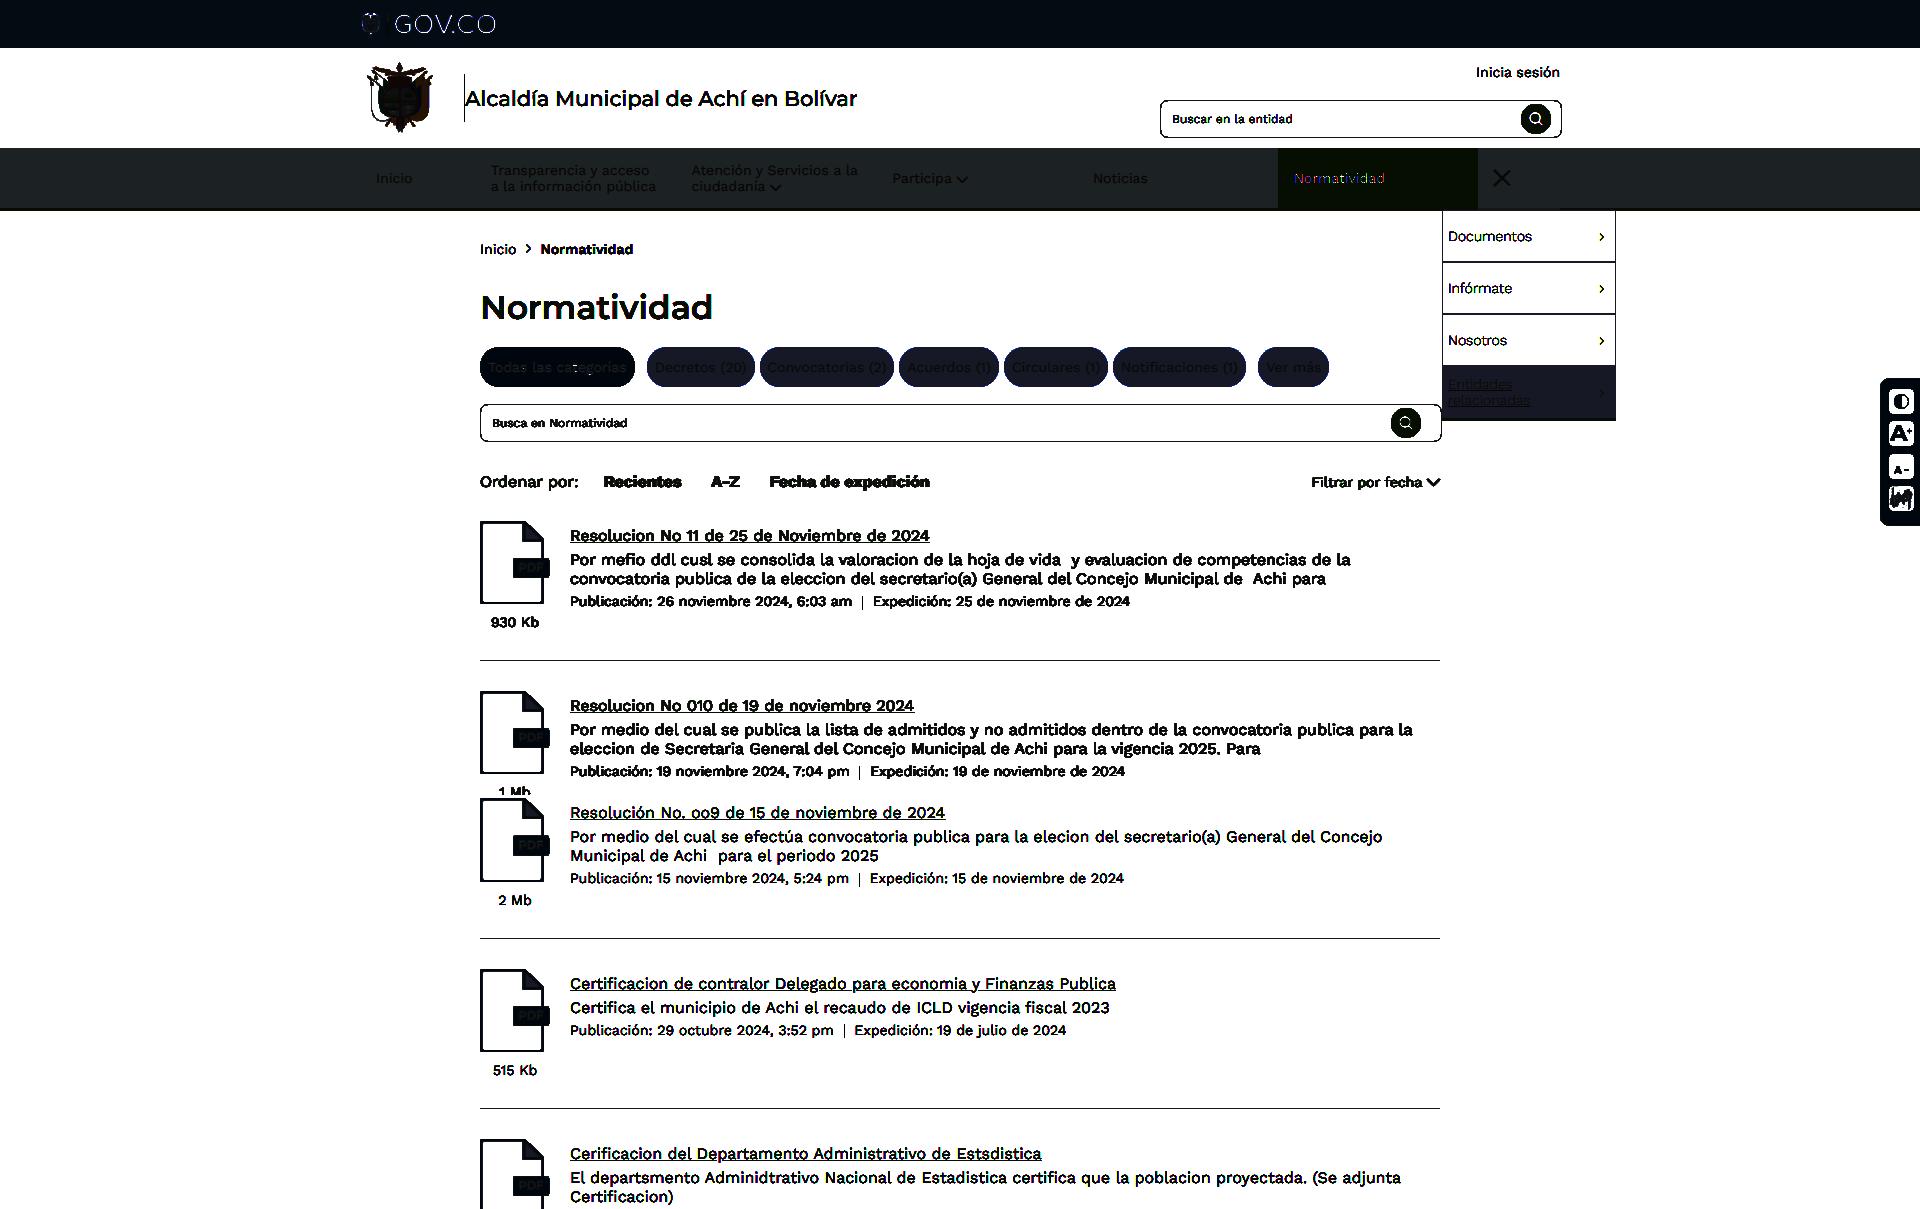 GOV.CO
Alcaldía Municipal de Achí en Bolívar
Inicia sesión
Buscar en la entidad
Inicio
Transparencia y acceso
a la información pública
Atención y Servicios a la
ciudadanía
Participa
Noticias
Normatividad
Documentos
Infórmate
Nosotros
Entidades
relacionadas
Inicio > Normatividad
Normatividad
Todas las categorías
Decretos (20)
Convocatorias (2)
Acuerdos (1)
Circulares (1)
Notificaciones (1)
Ver más
Busca en Normatividad
Ordenar por: Recientes A-Z Fecha de expedición
Filtrar por fecha
A+
A-
PDF
930 Kb
Resolucion No 11 de 25 de Noviembre de 2024
Por mefio ddl cusl se consolida la valoracion de la hoja de vida y evaluacion de competencias de la
convocatoria publica de la eleccion del secretario(a) General del Concejo Municipal de Achi para
Publicación: 26 noviembre 2024, 6:03 am | Expedición: 25 de noviembre de 2024
PDF
1 Mb
Resolucion No 010 de 19 de noviembre 2024
Por medio del cual se publica la lista de admitidos y no admitidos dentro de la convocatoria publica para la
eleccion de Secretaria General del Concejo Municipal de Achi para la vigencia 2025. Para
Publicación: 19 noviembre 2024, 7:04 pm | Expedición: 19 de noviembre de 2024
PDF
2 Mb
Resolución No. oo9 de 15 de noviembre de 2024
Por medio del cual se efectúa convocatoria publica para la elecion del secretario(a) General del Concejo
Municipal de Achi para el periodo 2025
Publicación: 15 noviembre 2024, 5:24 pm | Expedición: 15 de noviembre de 2024
PDF
515 Kb
Certificacion de contralor Delegado para economia y Finanzas Publica
Certifica el municipio de Achi el recaudo de ICLD vigencia fiscal 2023
Publicación: 29 octubre 2024, 3:52 pm | Expedición: 19 de julio de 2024
PDF
Cerificacion del Departamento Administrativo de Estsdistica
El departsmento Adminidtrativo Nacional de Estadistica certifica que la poblacion proyectada. (Se adjunta
Certificacion)